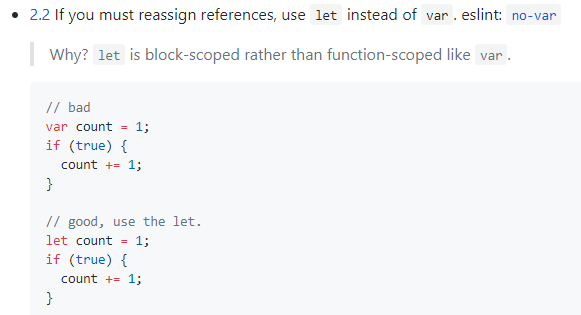 2.2 If you must reassign references, use let instead of var. eslint: no-var
Why? let is block-scoped rather than function-scoped like var.
// bad
var count = 1;
if (true) {
  count += 1;
}
// good, use the let.
let count = 1;
if (true) {
  count += 1;
}